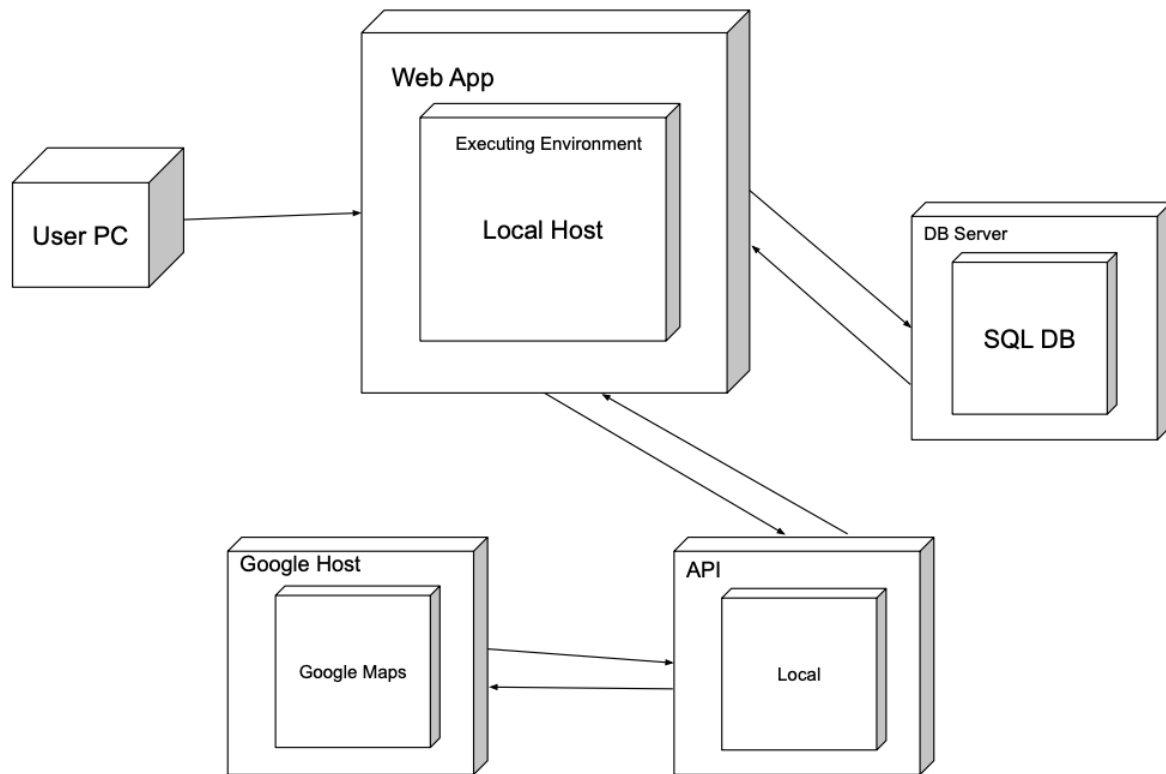 Web App
Executing Environment
Local Host
User PC
DB Server
SQL DB
Google Host
Google Maps
API
Local